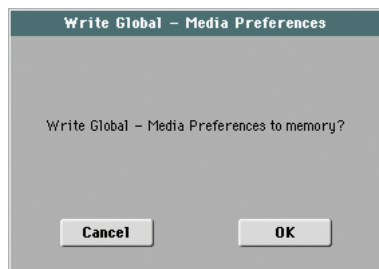 Write Global – Media Preferences
Write Global – Media Preferences to memory?
Cancel
OK